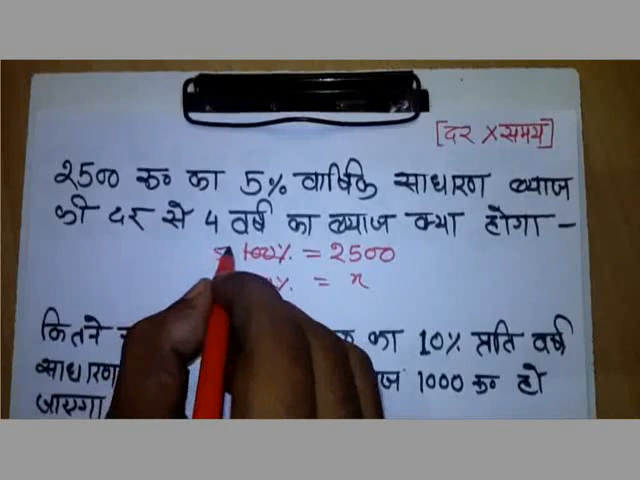 [दर × समय]
2500 रु० का 5% वार्षिक साधारण ब्याज
की दर से 4 वर्ष का ब्याज क्या होगा -
100% = 2500
% = x
कितने का 10% प्रति वर्ष
साधारण 1000 रु० हो
जाएगा